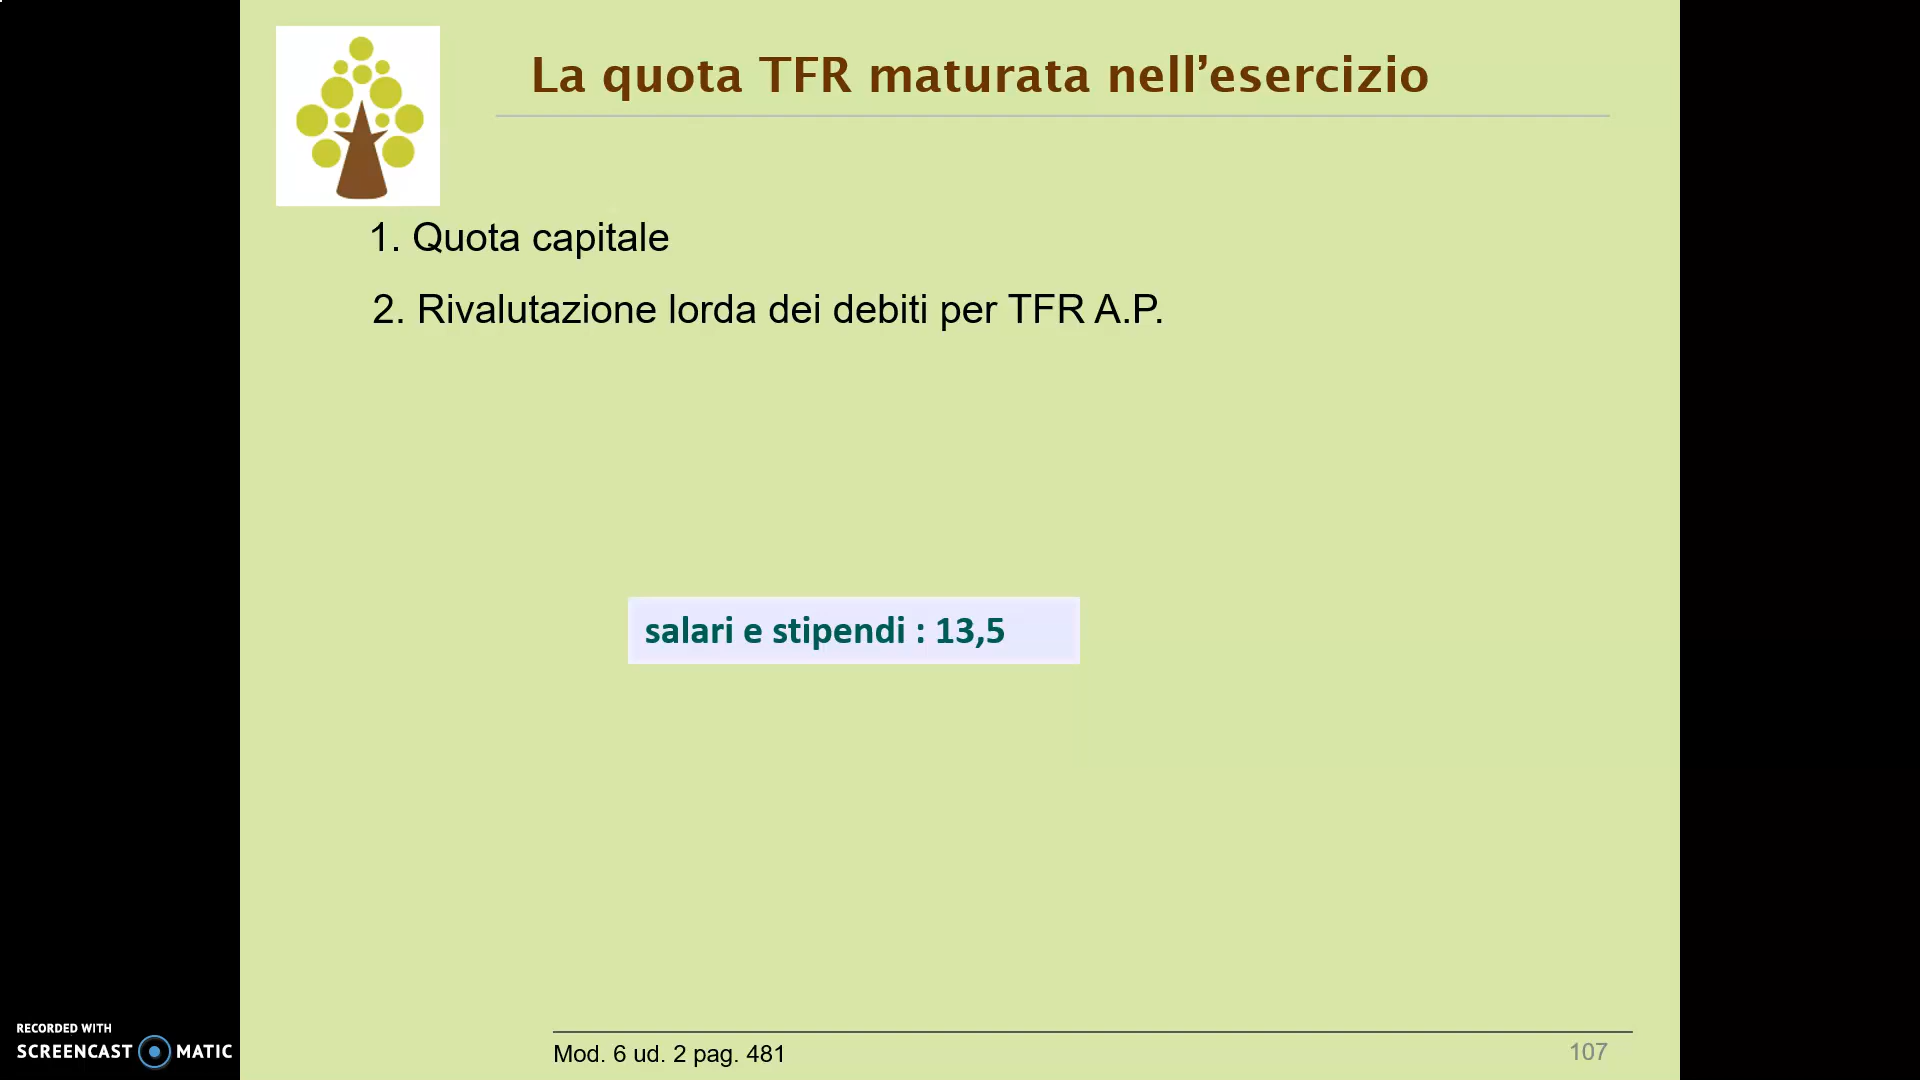 La quota TFR maturata nell’esercizio
1. Quota capitale
2. Rivalutazione lorda dei debiti per TFR A.P.
salari e stipendi : 13,5
Mod. 6 ud. 2 pag. 481
107
RECORDED WITH
SCREENCAST MATIC